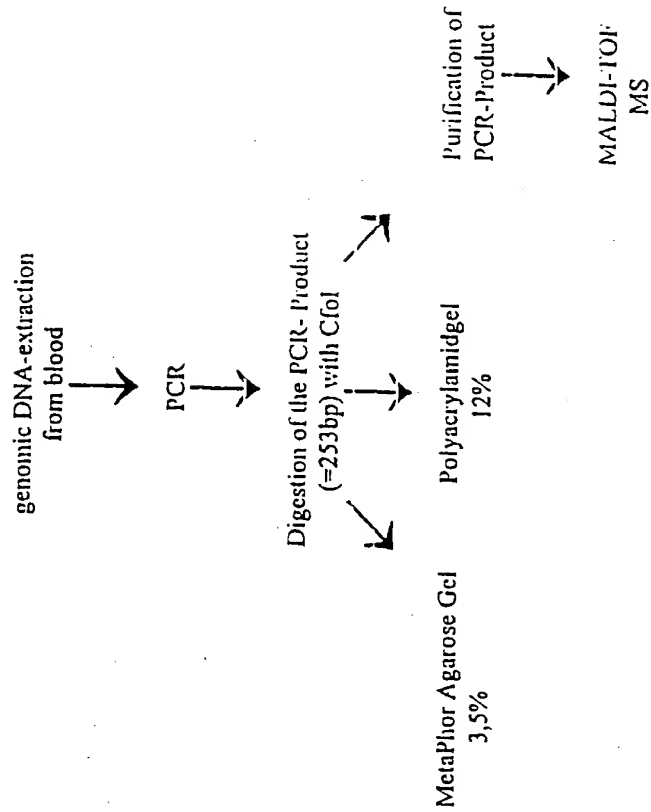 genomic DNA-extraction
from blood
PCR
Digestion of the PCR- Product
(=253bp) with CfoI
MetaPhor Agarose Gel
3,5%
Polyacrylamidgel
12%
Purification of
PCR-Product
MALDI-TOF
MS